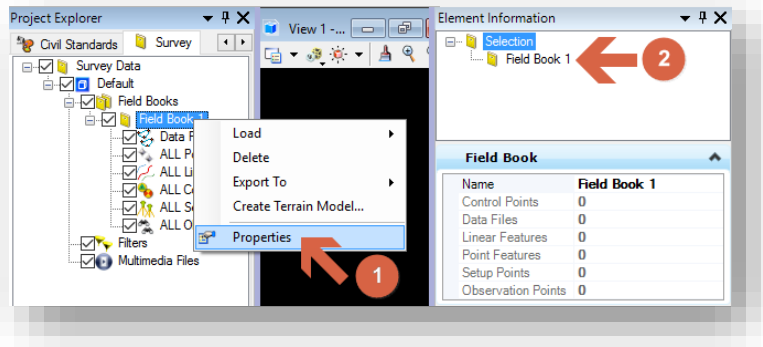 Project Explorer
Civil Standards
Survey
Survey Data
Default
Field Books
Field Book 1
Data F
ALL Po
ALL Li
ALL C
ALL S
ALL O
Filters
Multimedia Files
Load
Delete
Export To
Create Terrain Model...
Properties
1
View 1 -...
Element Information
Selection
Field Book 1
2
Field Book
Name Field Book 1
Control Points 0
Data Files 0
Linear Features 0
Point Features 0
Setup Points 0
Observation Points 0